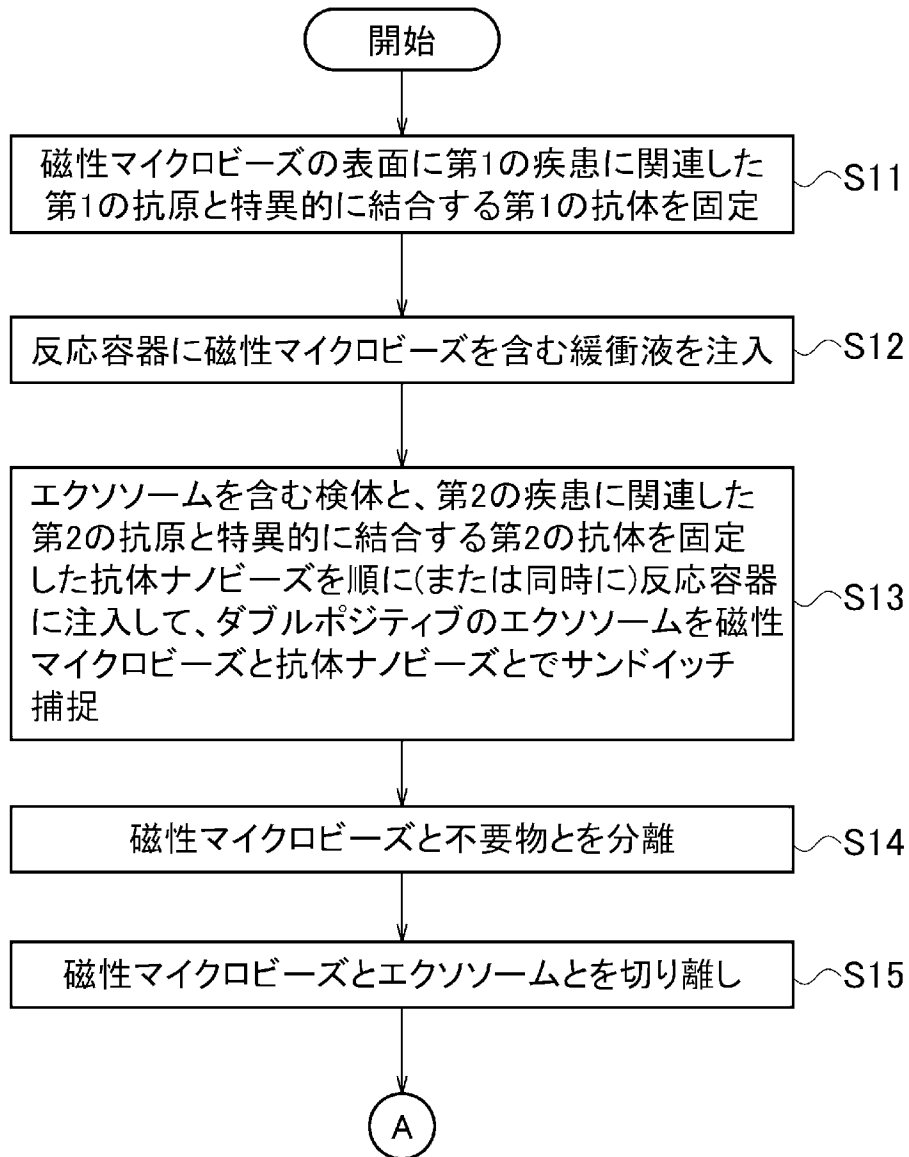 開始
磁性マイクロビーズの表面に第1の疾患に関連した
第1の抗原と特異的に結合する第1の抗体を固定
S11
反応容器に磁性マイクロビーズを含む緩衝液を注入
S12
エクソソームを含む検体と、第2の疾患に関連した
第2の抗原と特異的に結合する第2の抗体を固定
した抗体ナノビーズを順に(または同時に)反応容器
に注入して、ダブルポジティブのエクソソームを磁性
マイクロビーズと抗体ナノビーズとでサンドイッチ
捕捉
S13
磁性マイクロビーズと不要物とを分離
S14
磁性マイクロビーズとエクソソームとを切り離し
S15
A